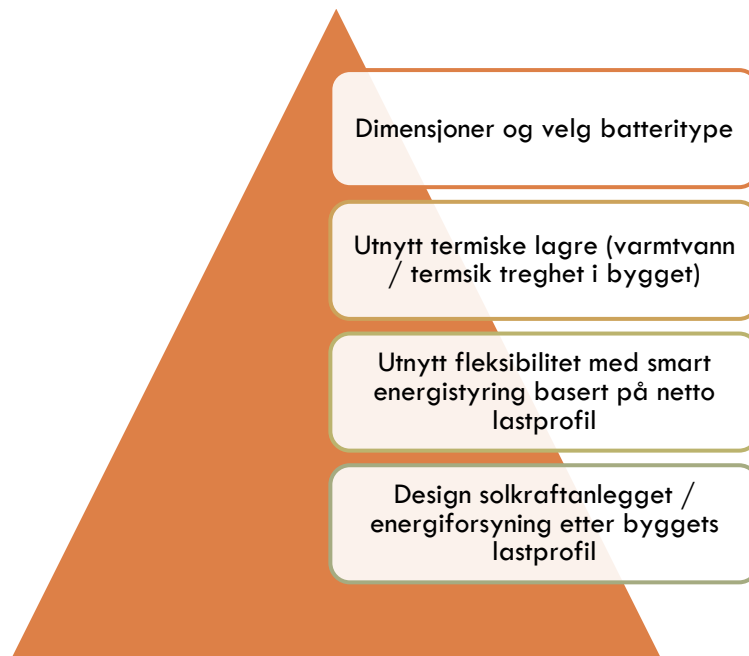 Dimensjoner og velg batteritype
Utnytt termiske lagre (varmtvann
/ termsik treghet i bygget)
Utnytt fleksibilitet med smart
energistyring basert på netto
lastprofil
Design solkraftanlegget /
energiforsyning etter byggets
lastprofil